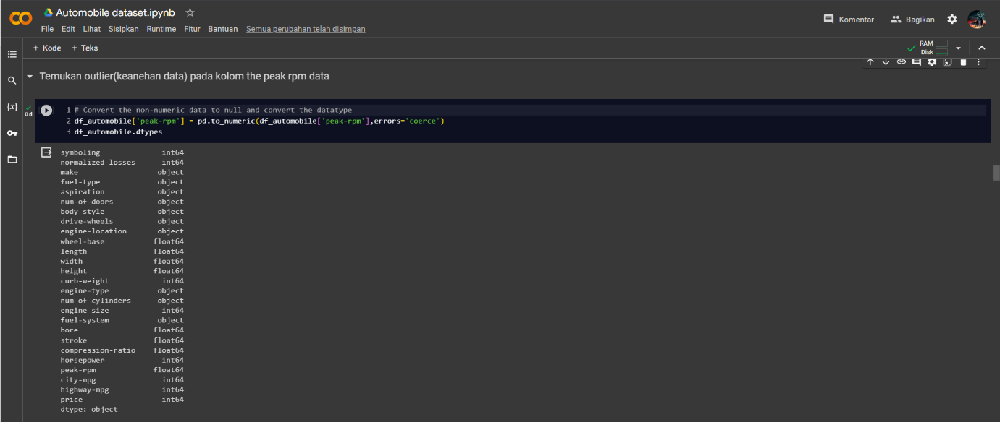 Automobile dataset.ipynb
File Edit Lihat Sisipkan Runtime Fitur Bantuan Semua perubahan telah disimpan
Komentar Bagikan
+ Kode + Teks
RAM
Disk
Temukan outlier(keanehan data) pada kolom the peak rpm data
{x}
0 d
1 # Convert the non-numeric data to null and convert the datatype
2 df_automobile['peak-rpm'] = pd.to_numeric(df_automobile['peak-rpm'],errors='coerce')
3 df_automobile.dtypes
symboling int64
normalized-losses int64
make object
fuel-type object
aspiration object
num-of-doors object
body-style object
drive-wheels object
engine-location object
wheel-base float64
length float64
width float64
height float64
curb-weight int64
engine-type object
num-of-cylinders object
engine-size int64
fuel-system object
bore float64
stroke float64
compression-ratio float64
horsepower int64
peak-rpm float64
city-mpg int64
highway-mpg int64
price int64
dtype: object